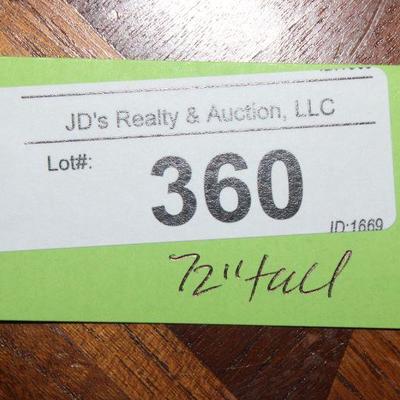 JD's Realty & Auction, LLC
Lot#:
360
ID:1669
72" tall